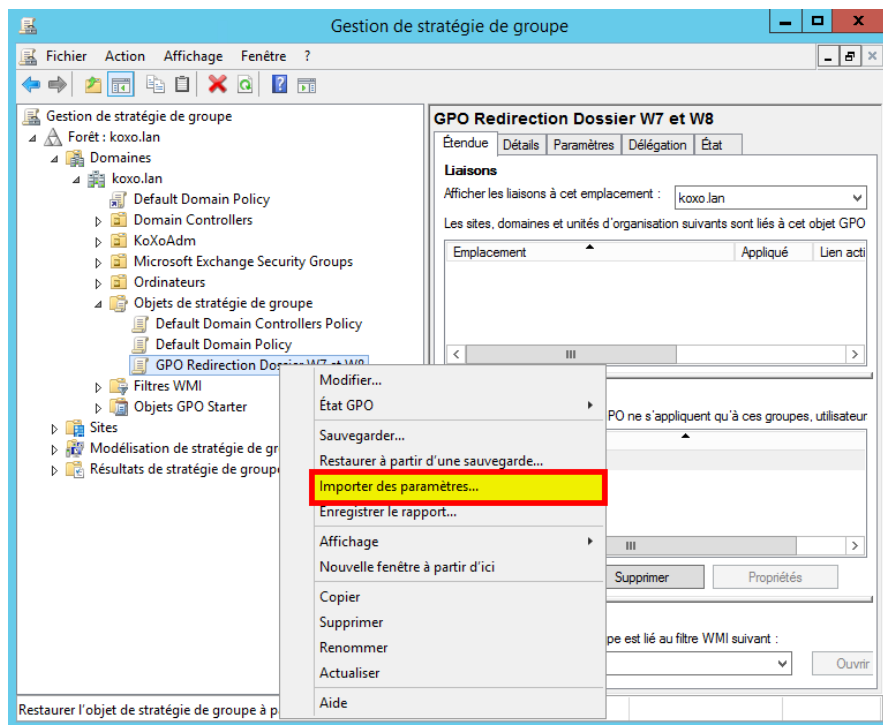 Gestion de stratégie de groupe
Fichier Action Affichage Fenêtre ?
Gestion de stratégie de groupe
Forêt : koxo.lan
Domaines
koxo.lan
Default Domain Policy
Domain Controllers
KoXoAdm
Microsoft Exchange Security Groups
Ordinateurs
Objets de stratégie de groupe
Default Domain Controllers Policy
Default Domain Policy
GPO Redirection Dossier W7 et W8
Filtres WMI
Objets GPO Starter
Sites
Modélisation de stratégie de gr
Résultats de stratégie de groupe
GPO Redirection Dossier W7 et W8
Étendue Détails Paramètres Délégation État
Liaisons
Afficher les liaisons à cet emplacement : koxo.lan
Les sites, domaines et unités d'organisation suivants sont liés à cet objet GPO
Emplacement Appliqué Lien acti
PO ne s'appliquent qu'à ces groupes, utilisateur
Supprimer Propriétés
pe est lié au filtre WMI suivant :
Ouvrir
Modifier...
État GPO
Sauvegarder...
Restaurer à partir d'une sauvegarde...
Importer des paramètres...
Enregistrer le rapport...
Affichage
Nouvelle fenêtre à partir d'ici
Copier
Supprimer
Renommer
Actualiser
Aide
Restaurer l'objet de stratégie de groupe à p